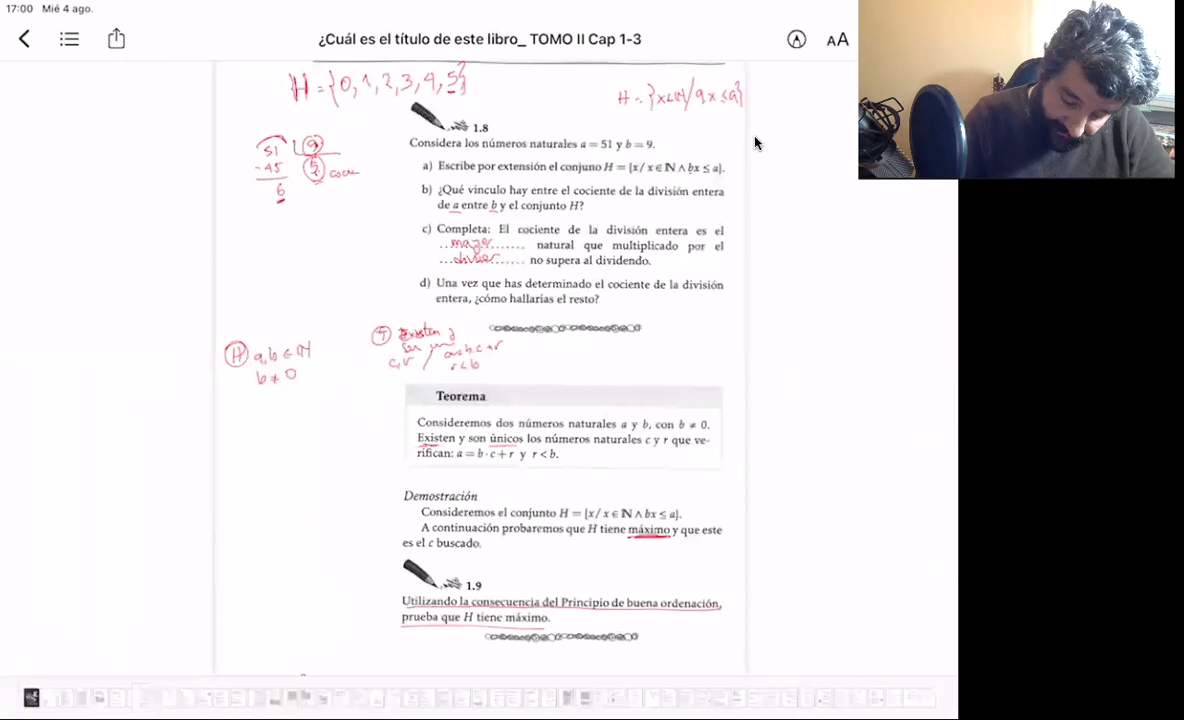 17:00 Mié 4 ago.
¿Cuál es el título de este libro_ TOMO II Cap 1-3
AA
H = {0, 1, 2, 3, 4, 5}
H = {x∈N/9x≤a}
1.8
Considera los números naturales a = 51 y b = 9.
a) Escribe por extensión el conjuno H = {x/ x ∈ N ∧ bx ≤ a}.
b) ¿Qué vínculo hay entre el cociente de la división entera
de a entre b y el conjunto H?
c) Completa: El cociente de la división entera es el
...mayor....... natural que multiplicado por el
.............. no supera al dividendo.
d) Una vez que has determinado el cociente de la división
entera, ¿cómo hallarías el resto?
51 9
-45 5
6
H a,b ∈ N
b ≠ 0
T Existen y
son
c,r / a=b.c+r
r<b
Teorema
Consideremos dos números naturales a y b, con b ≠ 0.
Existen y son únicos los números naturales c y r que ve-
rifican: a = b·c + r y r < b.
Demostración
Consideremos el conjunto H = {x/ x ∈ N ∧ bx ≤ a}.
A continuación probaremos que H tiene máximo y que este
es el c buscado.
1.9
Utilizando la consecuencia del Principio de buena ordenación,
prueba que H tiene máximo.